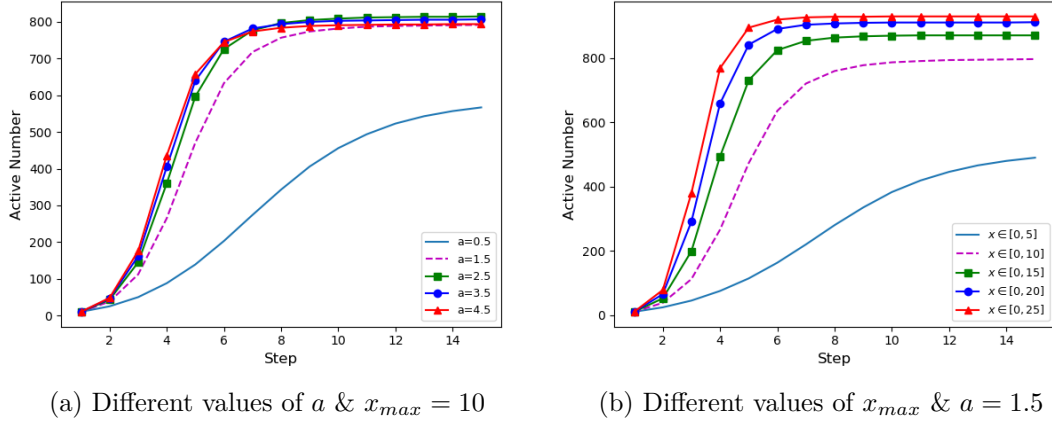 800
700
600
500
400
300
200
100
0
Active Number
2
4
6
8
10
12
14
Step
a=0.5
a=1.5
a=2.5
a=3.5
a=4.5
(a) Different values of a & x_max = 10
800
600
400
200
0
Active Number
2
4
6
8
10
12
14
Step
x ∈ [0, 5]
x ∈ [0, 10]
x ∈ [0, 15]
x ∈ [0, 20]
x ∈ [0, 25]
(b) Different values of x_max & a = 1.5